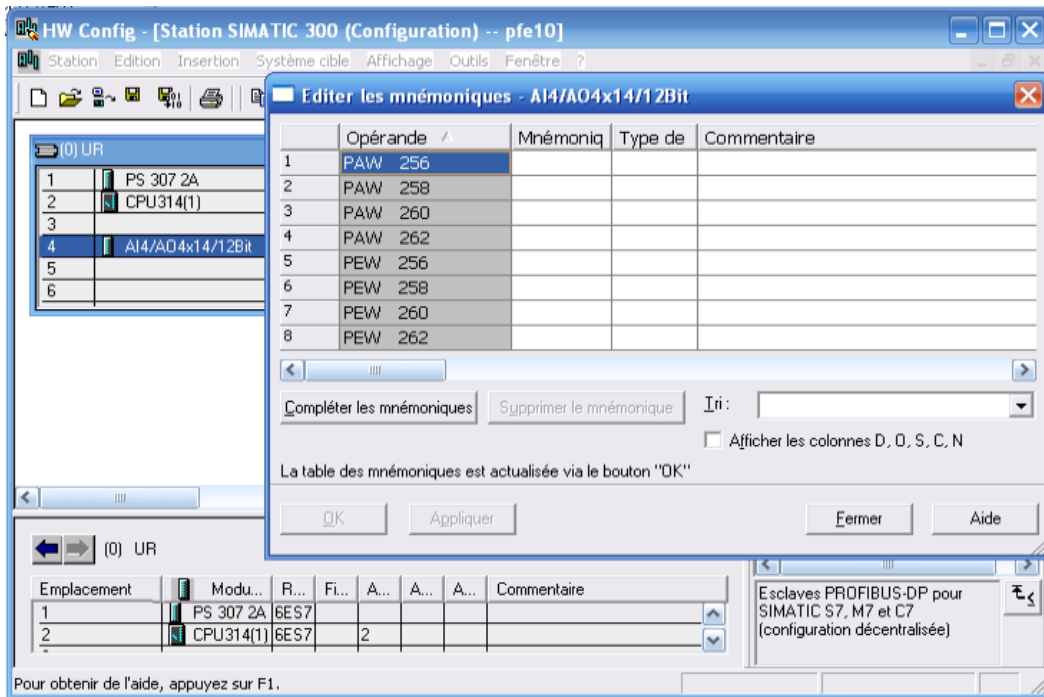 HW Config - [Station SIMATIC 300 (Configuration) -- pfe10]
Station Edition Insertion Système cible Affichage Outils Fenêtre ?
Editer les mnémoniques - AI4/AO4x14/12Bit
Opérande Mnémoniq Type de Commentaire
1 PAW 256
2 PAW 258
3 PAW 260
4 PAW 262
5 PEW 256
6 PEW 258
7 PEW 260
8 PEW 262
Compléter les mnémoniques Supprimer le mnémonique Tri :
Afficher les colonnes D, O, S, C, N
La table des mnémoniques est actualisée via le bouton "OK"
OK Appliquer Fermer Aide
(0) UR
1 PS 307 2A
2 CPU314(1)
3
4 AI4/AO4x14/12Bit
5
6
(0) UR
Emplacement Modu... R... Fi... A... A... A... Commentaire
1 PS 307 2A 6ES7
2 CPU314(1) 6ES7 2
Esclaves PROFIBUS-DP pour
SIMATIC S7, M7 et C7
(configuration décentralisée)
Pour obtenir de l'aide, appuyez sur F1.